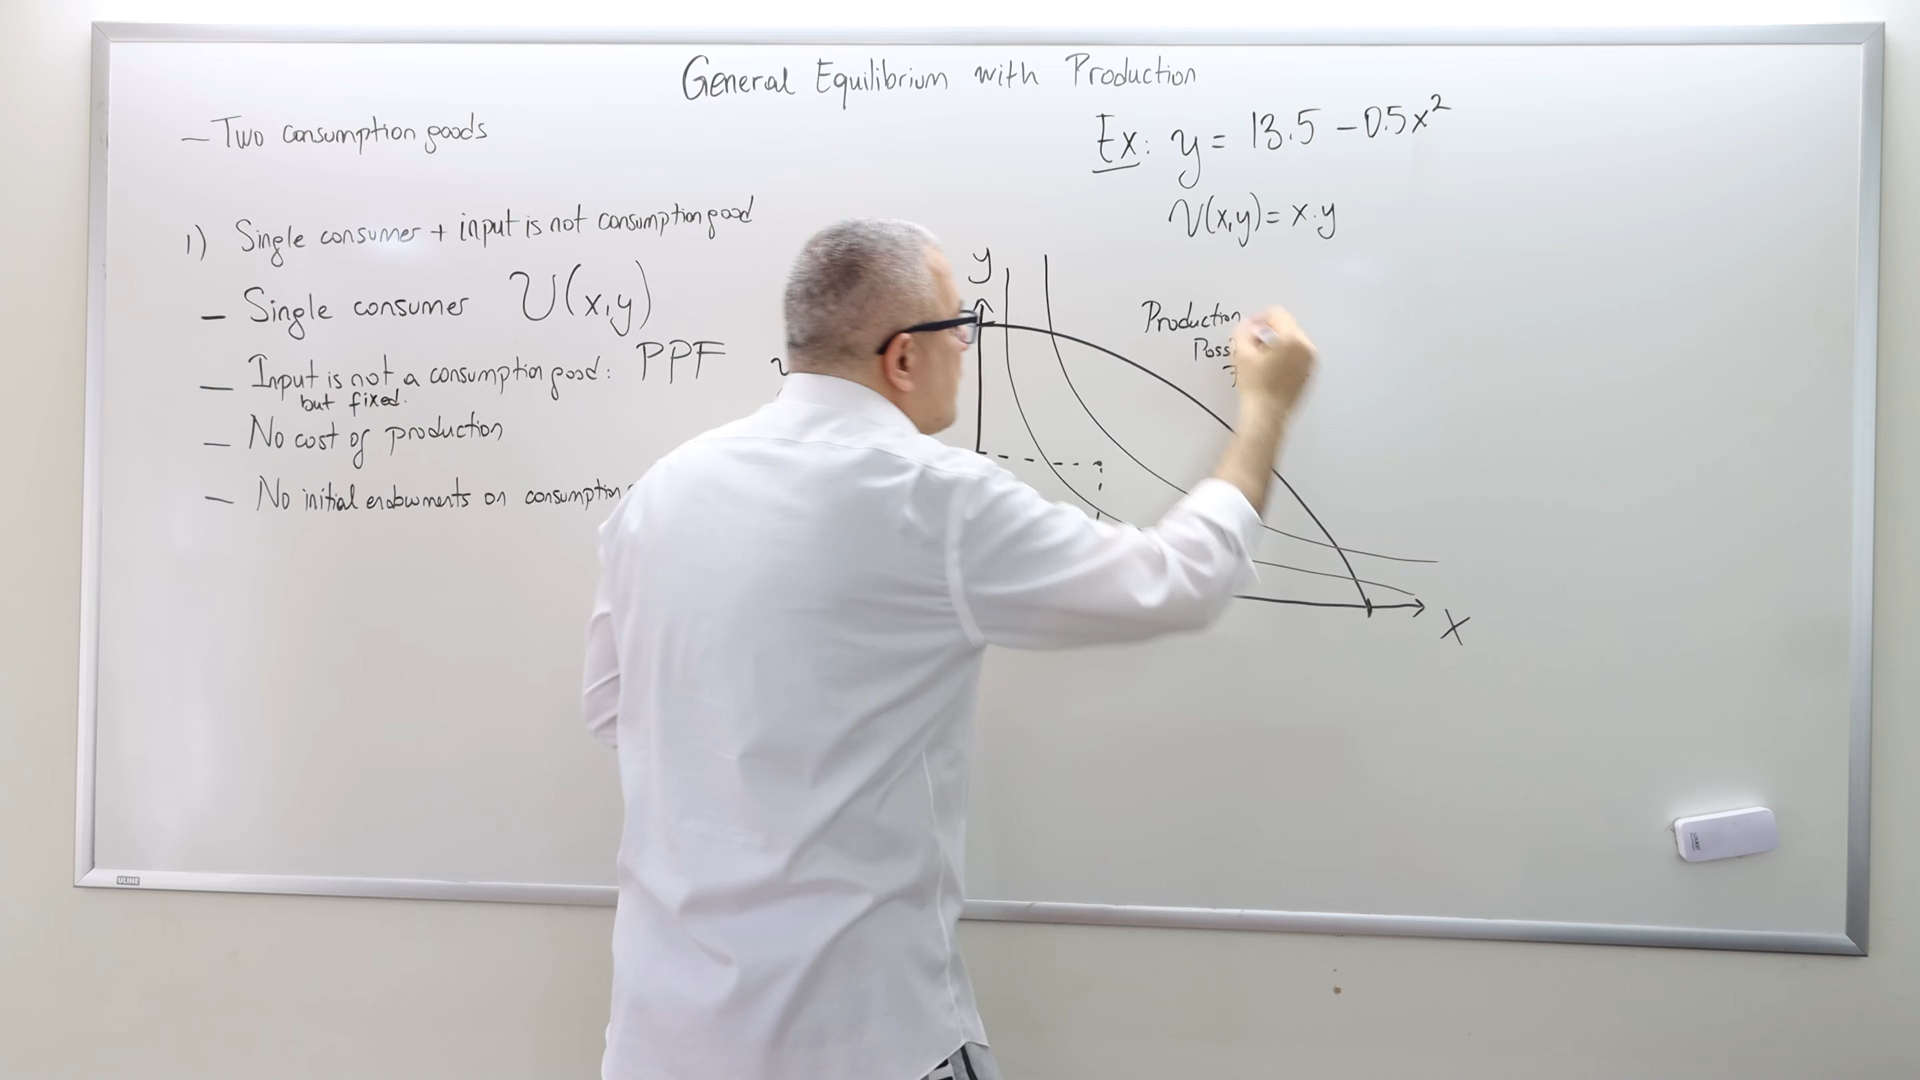 General Equilibrium with Production
— Two consumption goods
Ex: y = 13.5 - 0.5x²
U(x,y) = x.y
1) Single consumer + input is not consumption good
- Single consumer U(x,y)
- Input is not a consumption good: PPF
but fixed.
- No cost of production
- No initial endowments on consumption
y
Production
Poss
F
X
ULINE